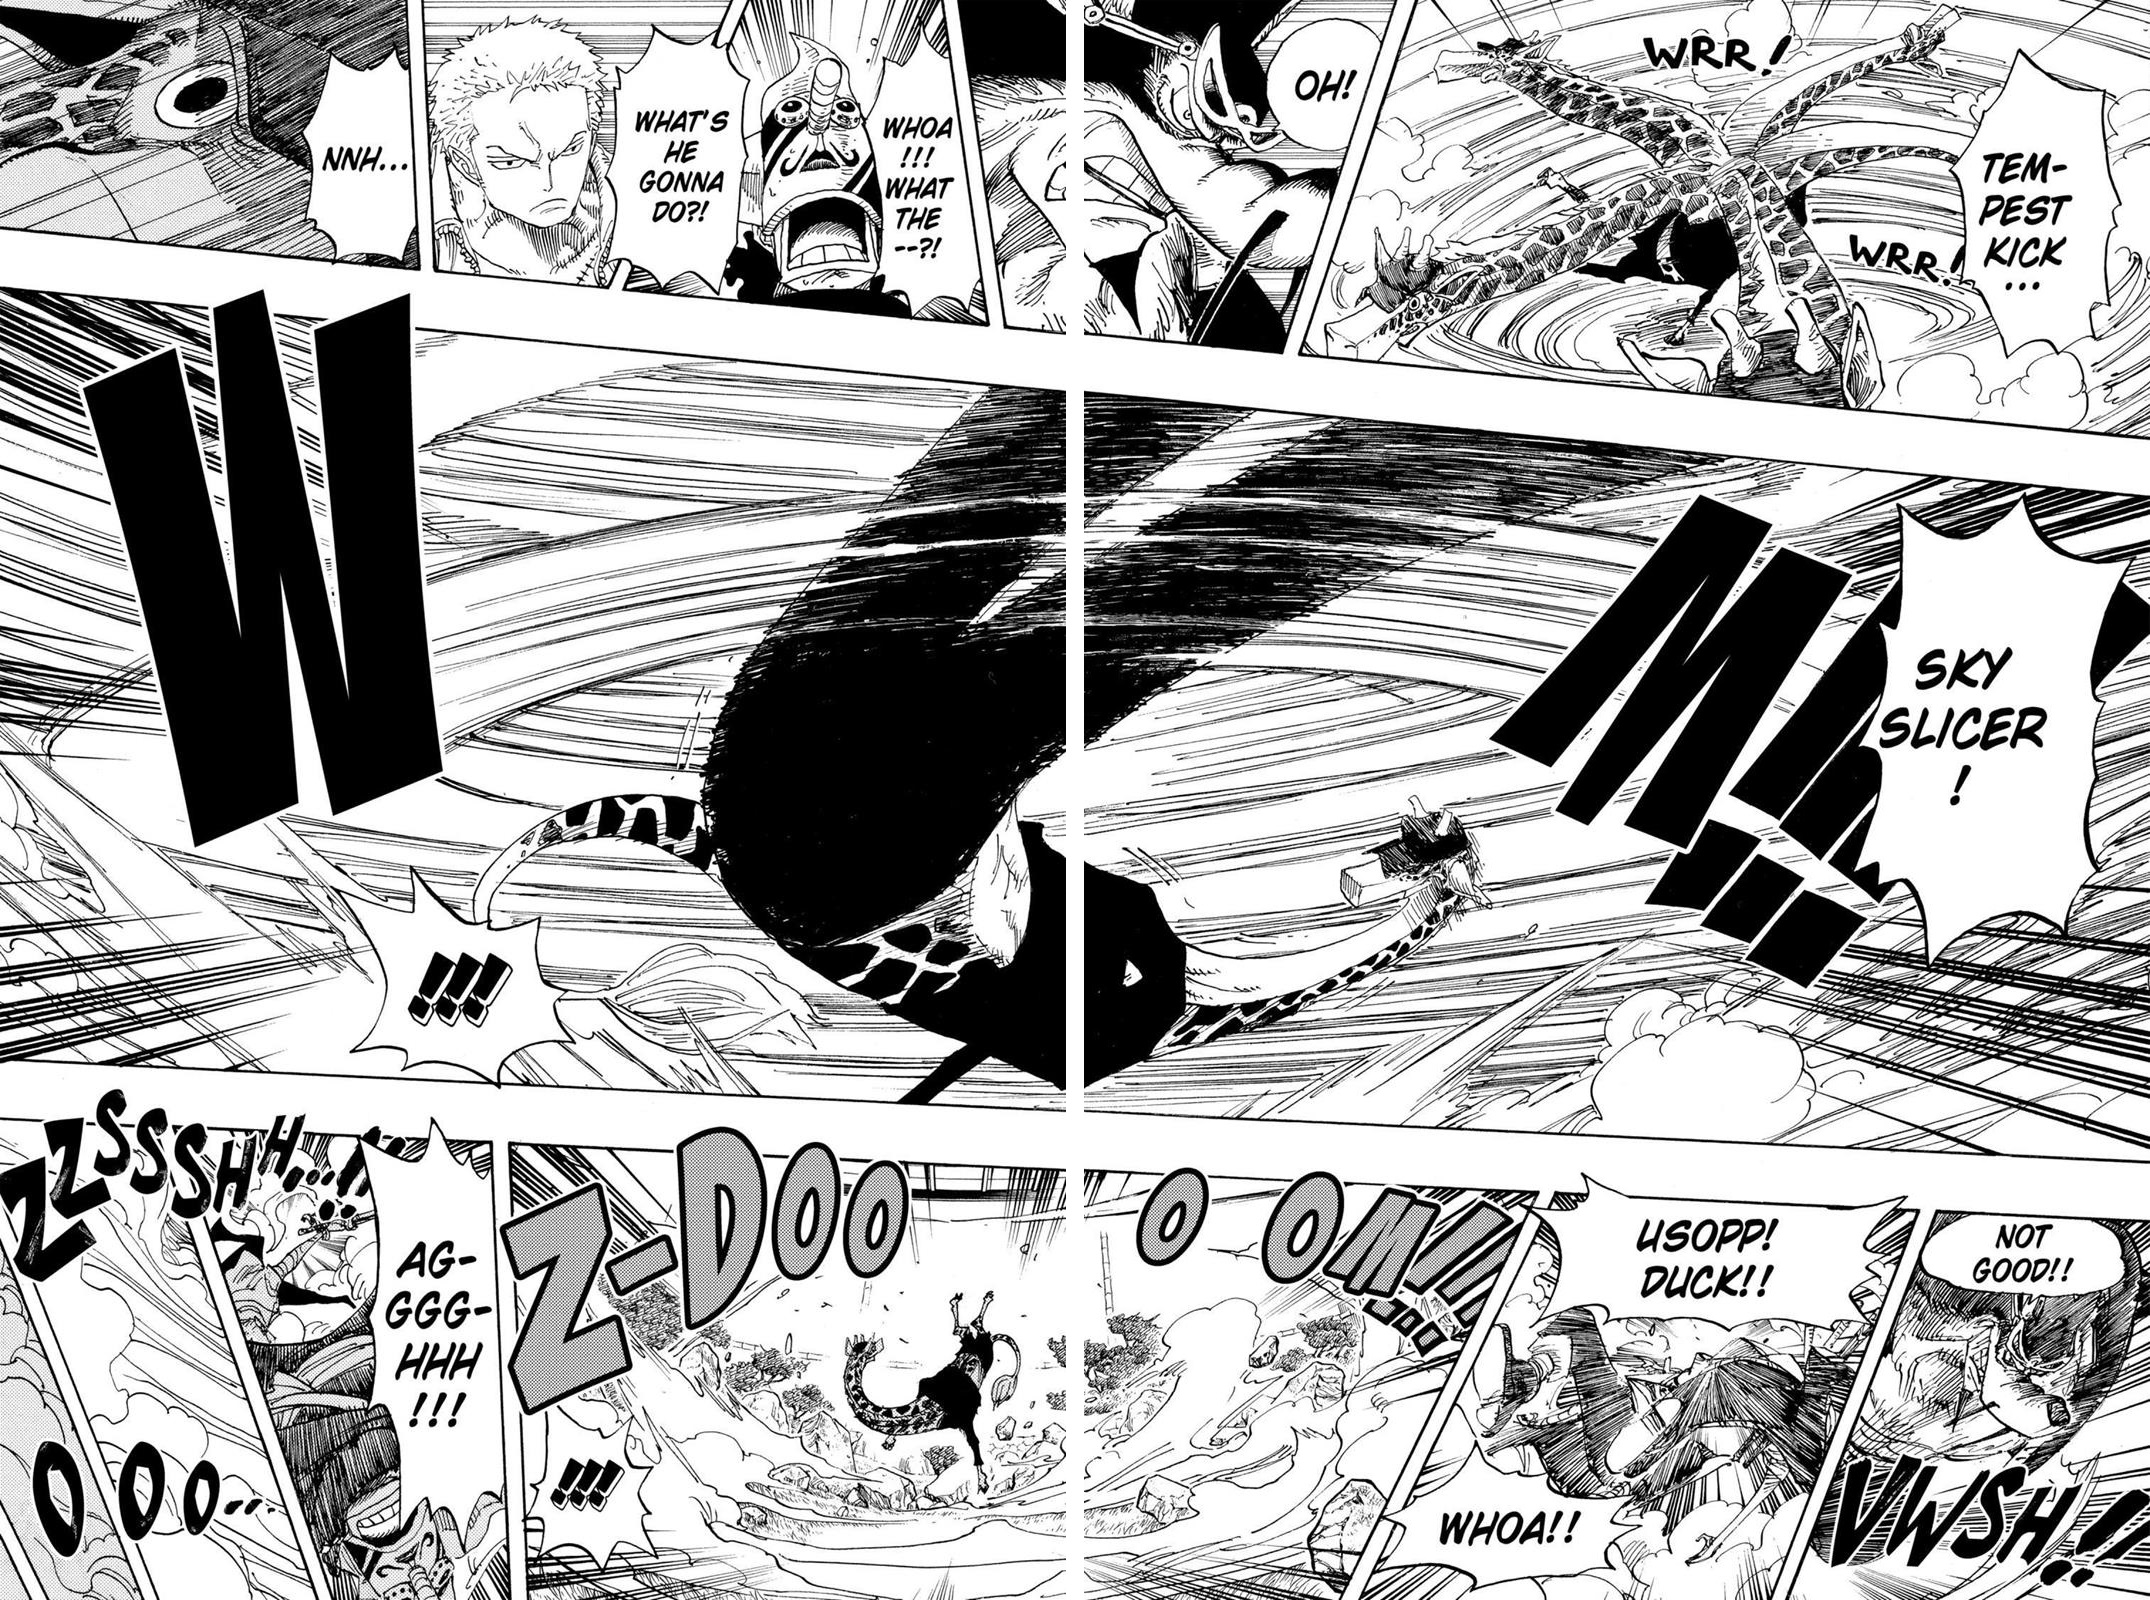 WRR!
TEM-
PEST
KICK
...
WRR!
OH!
WHOA
!!!
WHAT
THE
--?!
WHAT'S
HE
GONNA
DO?!
NNH...
SKY
SLICER
!
W
M!!!
!!!
NOT
GOOD!!
VWSH!!
USOPP!
DUCK!!
WHOA!!
Z-DOO
O OM!!!
!!!
AG-
GGG-
HHH
!!!
ZZSSSHH...!!
O O O...